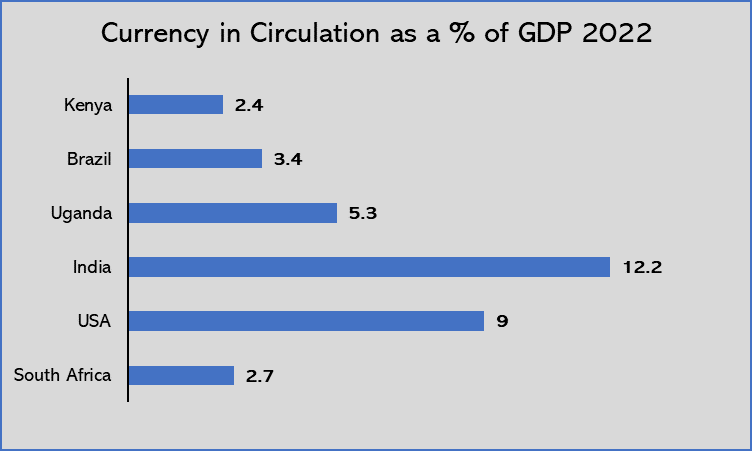 Currency in Circulation as a % of GDP 2022
Kenya 2.4
Brazil 3.4
Uganda 5.3
India 12.2
USA 9
South Africa 2.7